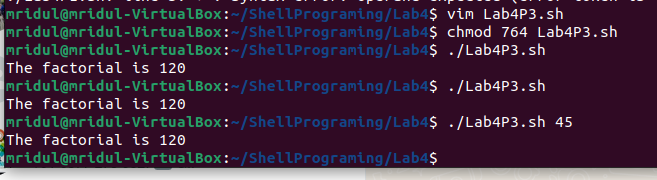 mridul@mridul-VirtualBox:~/ShellPrograming/Lab4$ vim Lab4P3.sh
mridul@mridul-VirtualBox:~/ShellPrograming/Lab4$ chmod 764 Lab4P3.sh
mridul@mridul-VirtualBox:~/ShellPrograming/Lab4$ ./Lab4P3.sh
The factorial is 120
mridul@mridul-VirtualBox:~/ShellPrograming/Lab4$ ./Lab4P3.sh
The factorial is 120
mridul@mridul-VirtualBox:~/ShellPrograming/Lab4$ ./Lab4P3.sh 45
The factorial is 120
mridul@mridul-VirtualBox:~/ShellPrograming/Lab4$